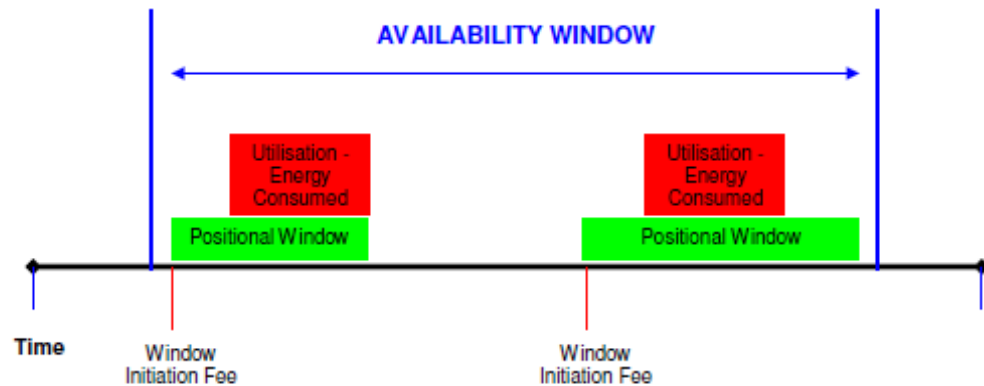 AVAILABILITY WINDOW
Utilisation -
Energy
Consumed
Utilisation -
Energy
Consumed
Positional Window
Positional Window
Time
Window
Initiation Fee
Window
Initiation Fee